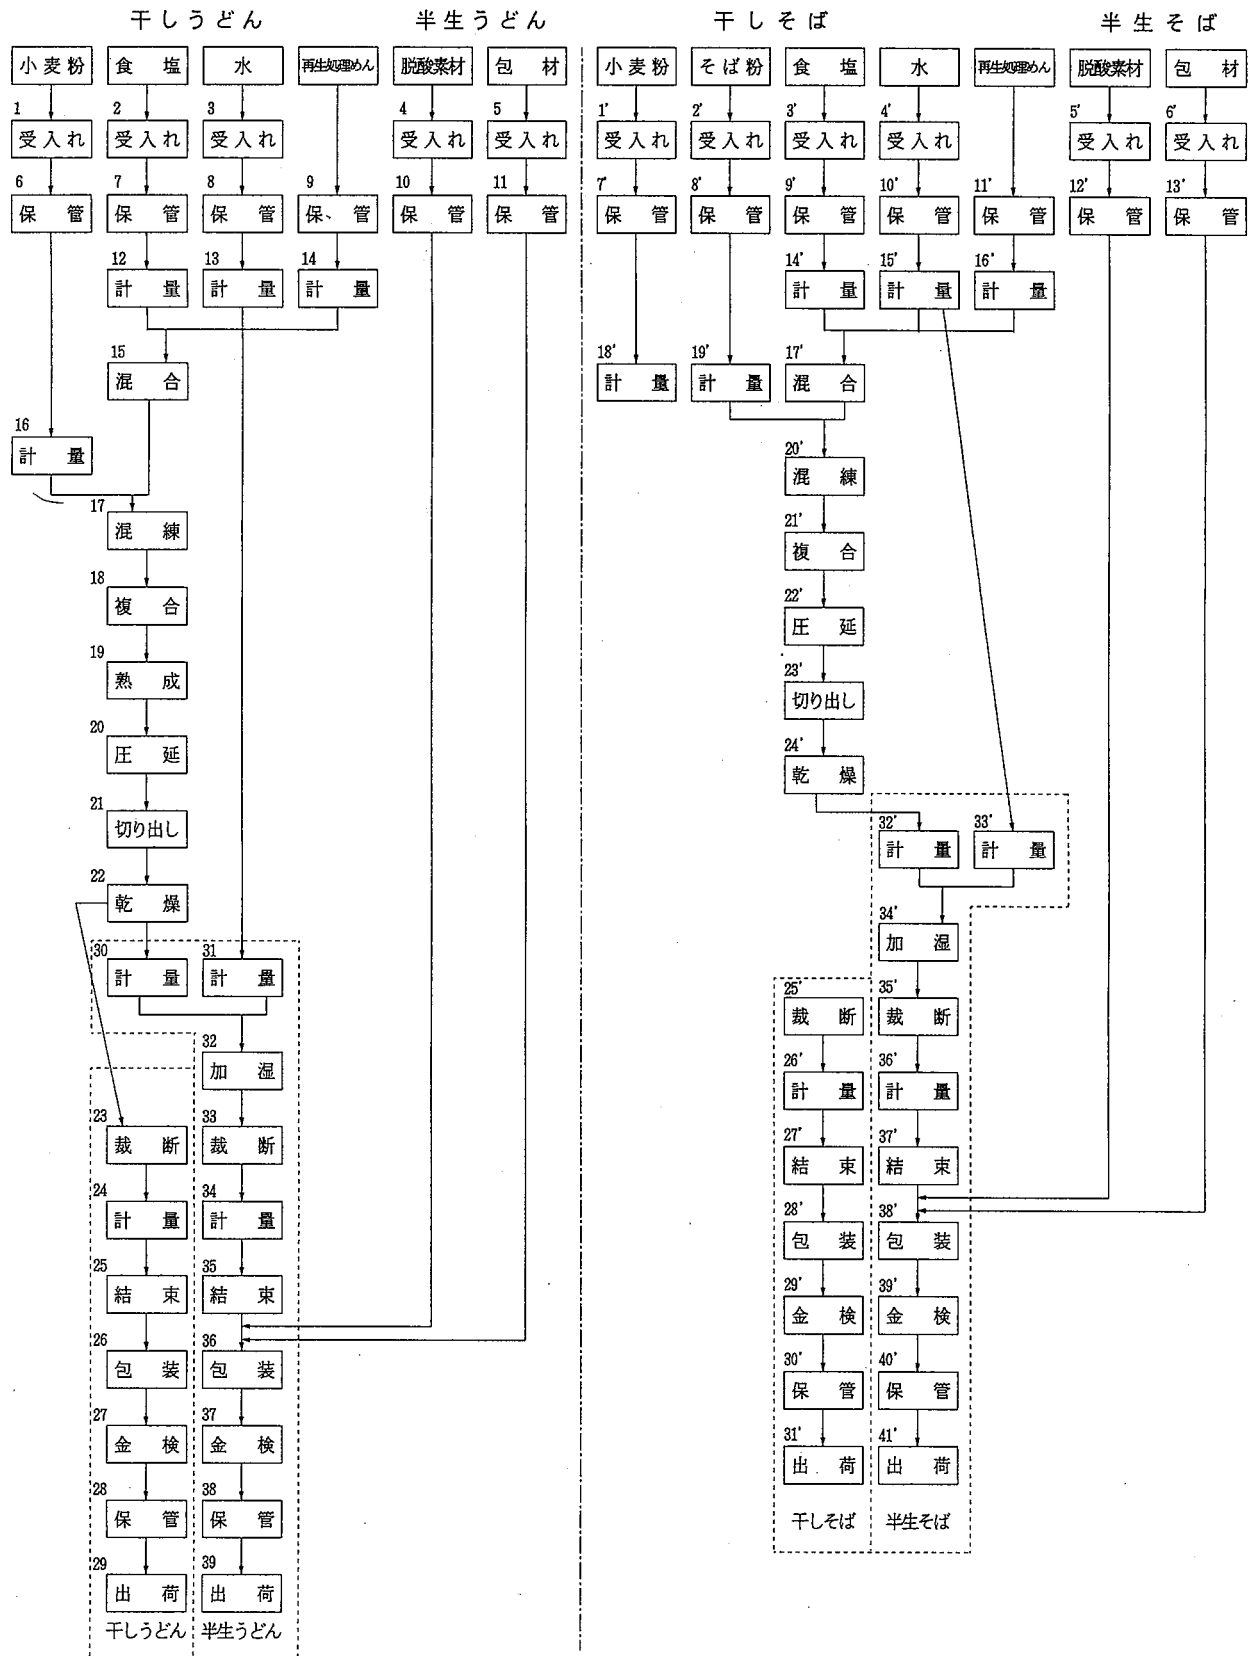 干しうどん 半生うどん 干しそば 半生そば
小麦粉 食塩 水 再生処理めん 脱酸素材 包材 小麦粉 そば粉 食塩 水 再生処理めん 脱酸素材 包材
1 2 3 4 5 1' 2' 3' 4' 5' 6'
受入れ 受入れ 受入れ 受入れ 受入れ 受入れ 受入れ 受入れ 受入れ 受入れ 受入れ
6 7 8 9 10 11 7' 8' 9' 10' 11' 12' 13'
保管 保管 保管 保、管 保管 保管 保管 保管 保管 保管 保管 保管 保管
12 13 14 14' 15' 16'
計量 計量 計量 計量 計量 計量
15 18' 19' 17'
混合 計量 計量 混合
16
計量
20'
混練
17
混練
21'
複合
18
複合
22'
圧延
19
熟成
23'
切り出し
20
圧延
24'
乾燥
21
切り出し
32' 33'
計量 計量
22
乾燥
34'
加湿
30 31
計量 計量
25' 35'
裁断 裁断
32
加湿
26' 36'
計量 計量
23 33
裁断 裁断
27' 37'
結束 結束
24 34
計量 計量
28' 38'
包装 包装
25 35
結束 結束
29' 39'
金検 金検
26 36
包装 包装
30' 40'
保管 保管
27 37
金検 金検
31' 41'
出荷 出荷
28 38
保管 保管
干しそば 半生そば
29 39
出荷 出荷
干しうどん 半生うどん